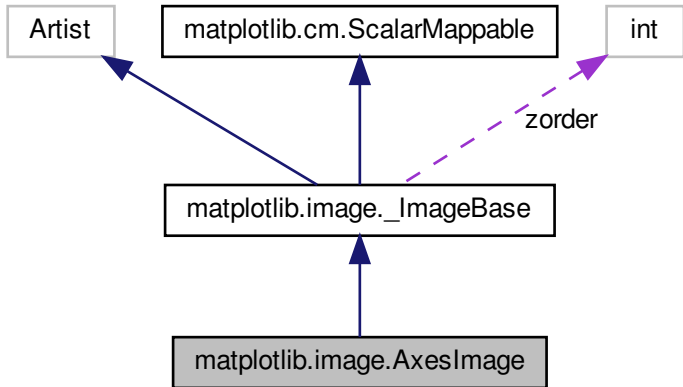 Artist
matplotlib.cm.ScalarMappable
int
zorder
matplotlib.image._ImageBase
matplotlib.image.AxesImage